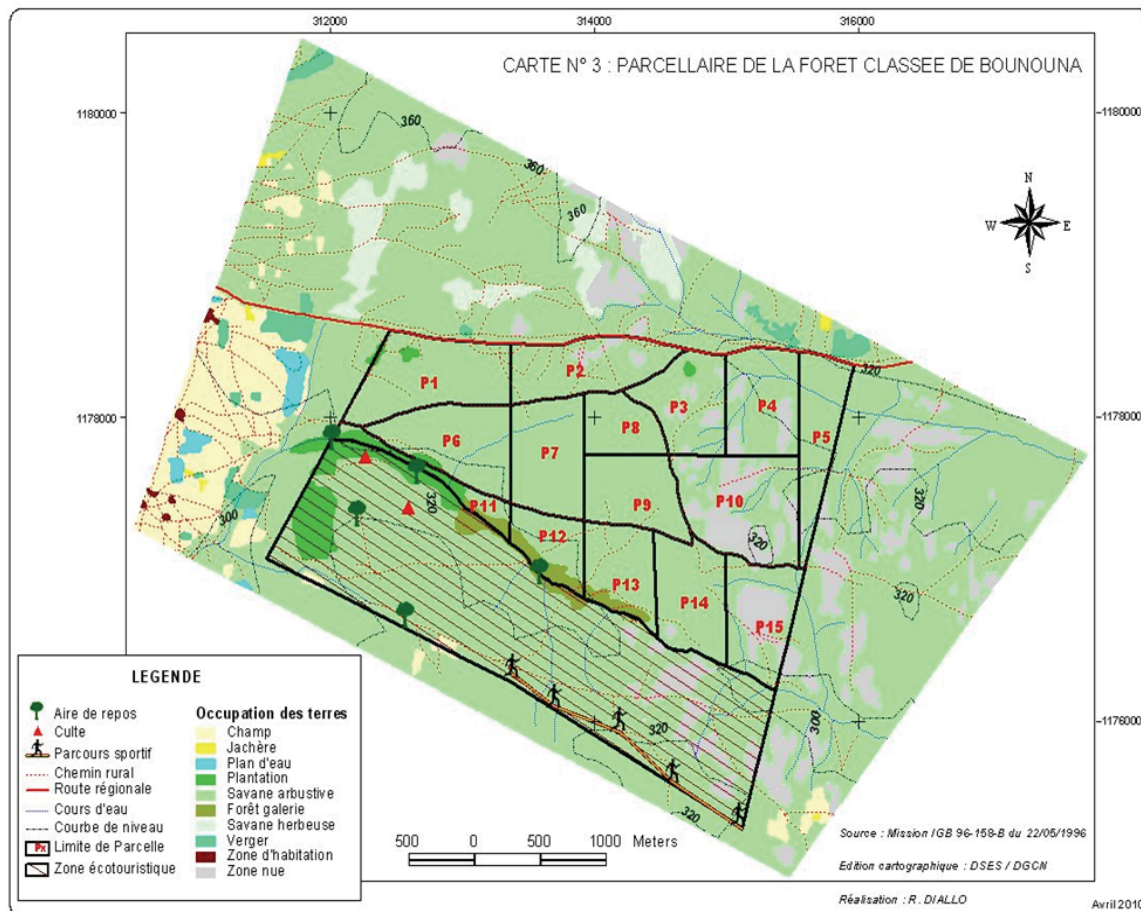 312000 314000 316000
CARTE N° 3 : PARCELLAIRE DE LA FORET CLASSEE DE BOUNOUNA
1180000 1180000
360
360
360
N
W E
S
320
P1 P2 P3 P4 P5
1178000 1178000
P6 P7 P8 P9 P10
320
320
320
300
320
P11 P12 P13 P14 P15
1176000 1176000
320
300
320
LEGENDE
Aire de repos
Culte
Parcours sportif
Chemin rural
Route régionale
Cours d'eau
Courbe de niveau
Px Limite de Parcelle
Zone écotouristique
Occupation des terres
Champ
Jachère
Plan d'eau
Plantation
Savane arbustive
Forêt galerie
Savane herbeuse
Verger
Zone d'habitation
Zone nue
500 0 500 1000 Meters
Source : Mission IGB 96-158-B du 22/05/1996
Edition cartographique : DSES / DGCN
Réalisation : R. DIALLO
Avril 2010